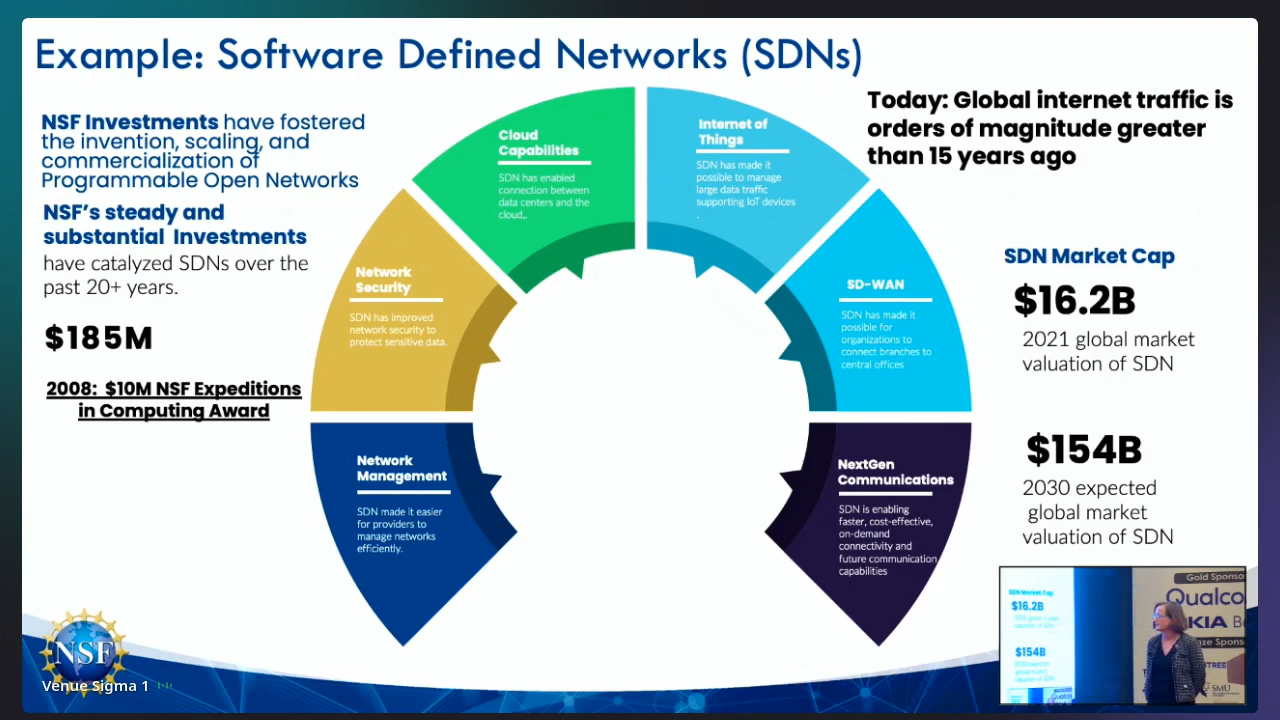 Example: Software Defined Networks (SDNs)
NSF Investments have fostered
the invention, scaling, and
commercialization of
Programmable Open Networks
NSF's steady and
substantial Investments
have catalyzed SDNs over the
past 20+ years.
$185M
2008: $10M NSF Expeditions
in Computing Award
Network
Management
SDN made it easier
for providers to
manage networks
efficiently.
Network
Security
SDN has improved
network security to
protect sensitive data.
Cloud
Capabilities
SDN has enabled
connection between
data centers and the
cloud,.
Internet of
Things
SDN has made it
possible to manage
large data traffic
supporting IoT devices
.
SD-WAN
SDN has made it
possible for
organizations to
connect branches to
central offices
NextGen
Communications
SDN is enabling
faster, cost-effective,
on-demand
connectivity and
future communication
capabilities
Today: Global internet traffic is
orders of magnitude greater
than 15 years ago
SDN Market Cap
$16.2B
2021 global market
valuation of SDN
$154B
2030 expected
global market
valuation of SDN
NSF
Venue Sigma 1
SDN Market Cap
$16.2B
$154B
Gold Sponso
Qualco
KIA Be
nze Spons
TREE
SMU